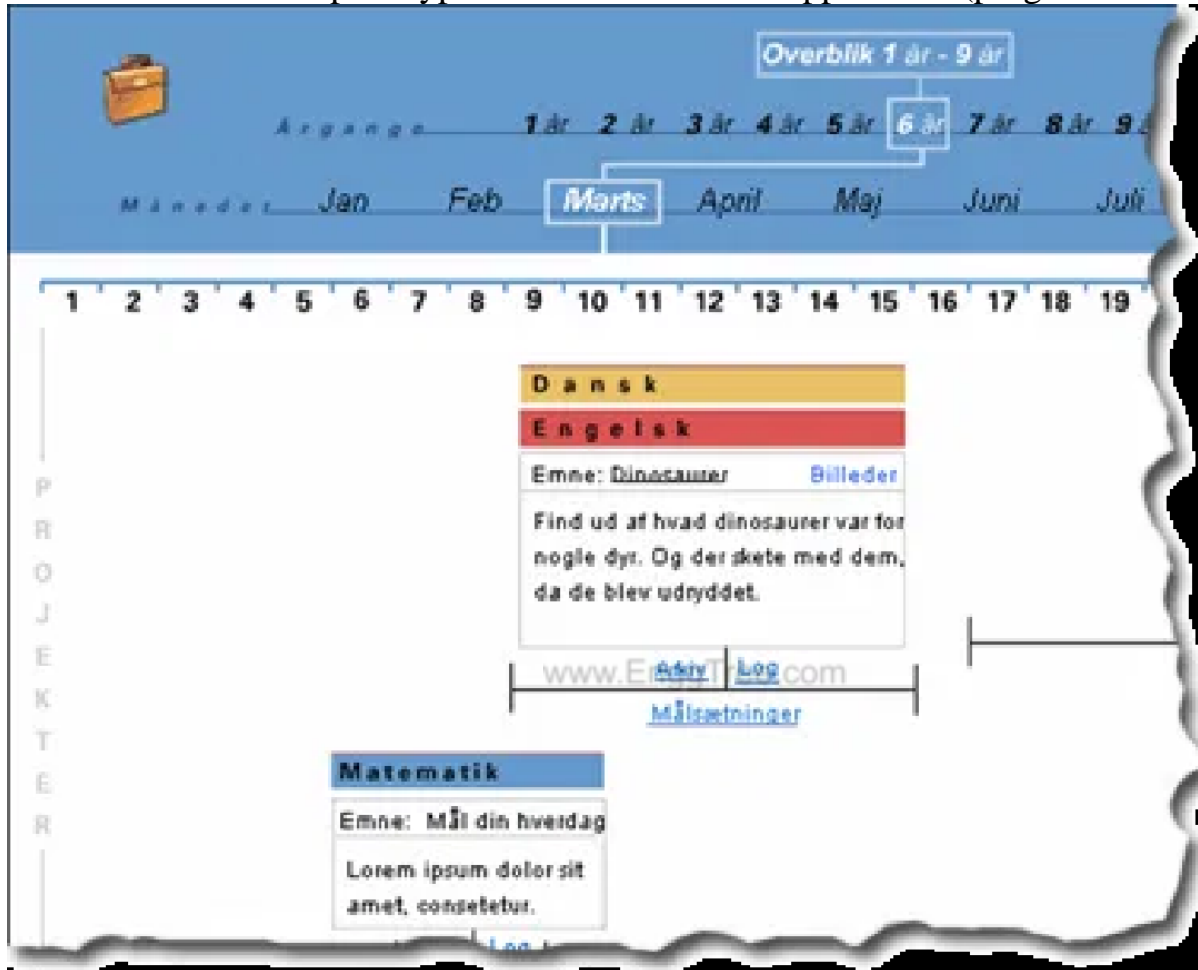 Overblik 1 år - 9 år
Årgange 1 år 2 år 3 år 4 år 5 år 6 år 7 år 8 år 9
Måneder Jan Feb Marts April Maj Juni Juli
1 2 3 4 5 6 7 8 9 10 11 12 13 14 15 16 17 18 19
PROJEKTER
Dansk
Engelsk
Emne: Dinosaurer Billeder
Find ud af hvad dinosaurer var for
nogle dyr. Og der skete med dem,
da de blev udryddet.
Arkiv Log
Målsætninger
Matematik
Emne: Mål din hverdag
Lorem ipsum dolor sit
amet, consetetur.
Log